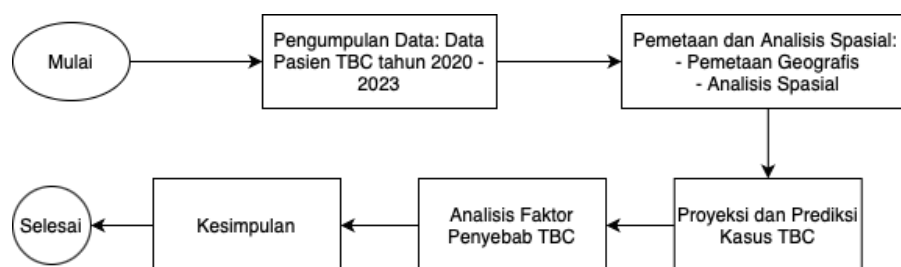 Mulai
Pengumpulan Data: Data
Pasien TBC tahun 2020 -
2023
Pemetaan dan Analisis Spasial:
- Pemetaan Geografis
- Analisis Spasial
Proyeksi dan Prediksi
Kasus TBC
Analisis Faktor
Penyebab TBC
Kesimpulan
Selesai